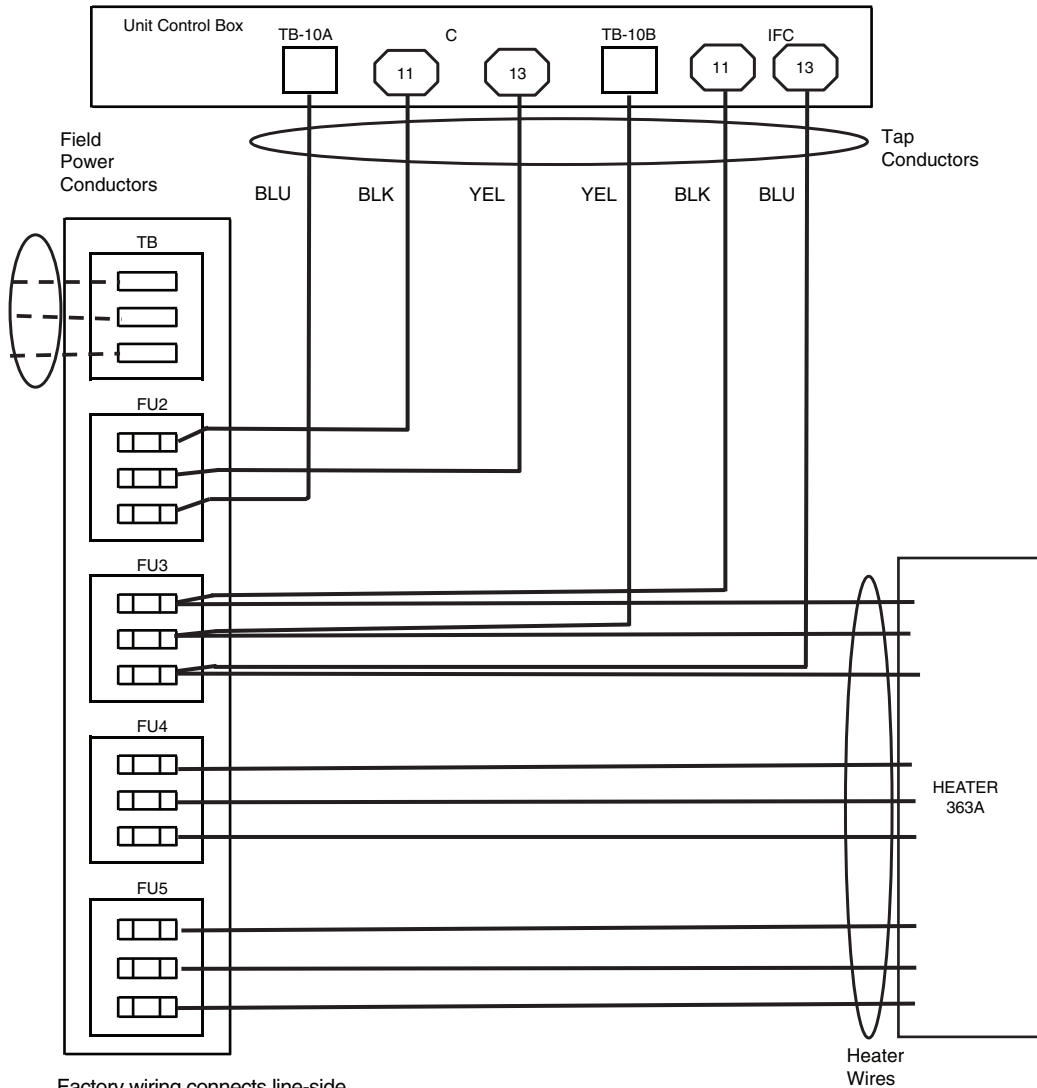 Unit Control Box
TB-10A
C
TB-10B
IFC
11
13
11
13
Field
Power
Conductors
Tap
Conductors
BLU
BLK
YEL
YEL
BLK
BLU
TB
FU2
FU3
FU4
HEATER
363A
FU5
Heater
Wires
Factory wiring connects line-side